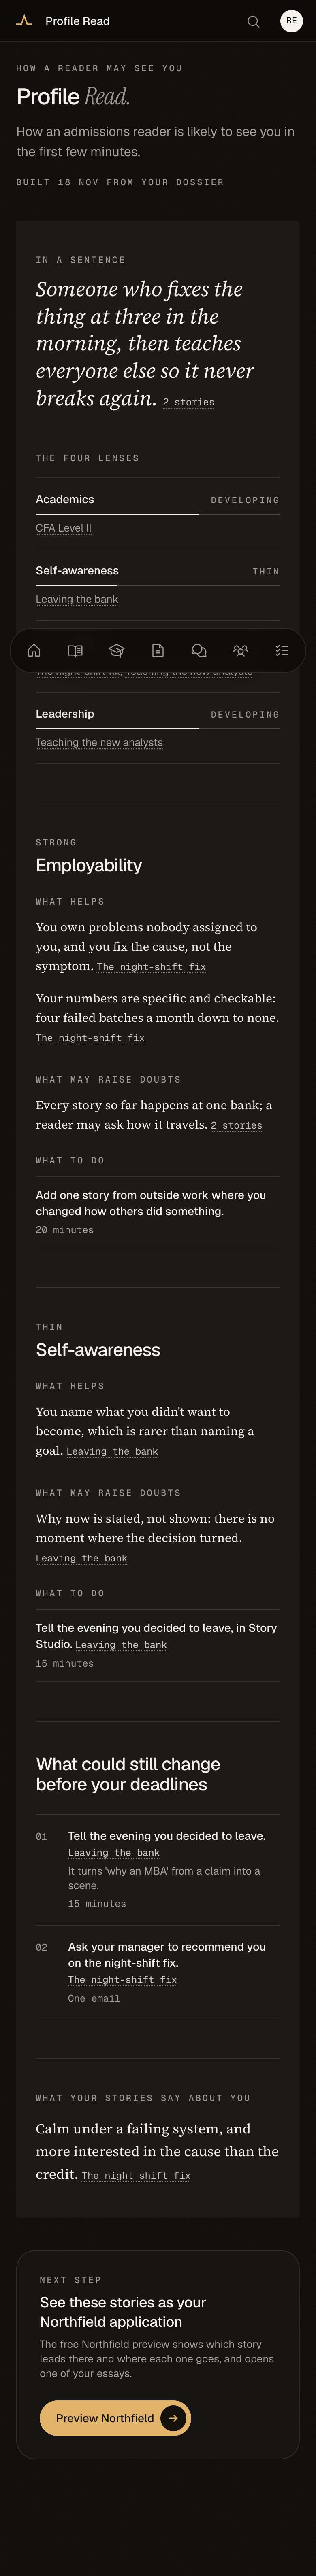 Profile Read
RE
HOW A READER MAY SEE YOU
Profile Read.
How an admissions reader is likely to see you in
the first few minutes.
BUILT 18 NOV FROM YOUR DOSSIER
IN A SENTENCE
Someone who fixes the
thing at three in the
morning, then teaches
everyone else so it never
breaks again. 2 stories
THE FOUR LENSES
Academics DEVELOPING
CFA Level II
Self-awareness THIN
Leaving the bank
Leadership DEVELOPING
Teaching the new analysts
STRONG
Employability
WHAT HELPS
You own problems nobody assigned to
you, and you fix the cause, not the
symptom. The night-shift fix
Your numbers are specific and checkable:
four failed batches a month down to none.
The night-shift fix
WHAT MAY RAISE DOUBTS
Every story so far happens at one bank; a
reader may ask how it travels. 2 stories
WHAT TO DO
Add one story from outside work where you
changed how others did something.
20 minutes
THIN
Self-awareness
WHAT HELPS
You name what you didn't want to
become, which is rarer than naming a
goal. Leaving the bank
WHAT MAY RAISE DOUBTS
Why now is stated, not shown: there is no
moment where the decision turned.
Leaving the bank
WHAT TO DO
Tell the evening you decided to leave, in Story
Studio. Leaving the bank
15 minutes
What could still change
before your deadlines
01 Tell the evening you decided to leave.
Leaving the bank
It turns 'why an MBA' from a claim into a
scene.
15 minutes
02 Ask your manager to recommend you
on the night-shift fix.
The night-shift fix
One email
WHAT YOUR STORIES SAY ABOUT YOU
Calm under a failing system, and
more interested in the cause than the
credit. The night-shift fix
NEXT STEP
See these stories as your
Northfield application
The free Northfield preview shows which story
leads there and where each one goes, and opens
one of your essays.
Preview Northfield